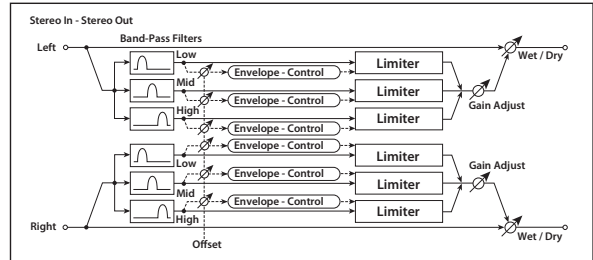 Stereo In - Stereo Out
Band-Pass Filters
Left
Low
Wet / Dry
Envelope - Control
Limiter
Mid
Envelope - Control
Limiter
Gain Adjust
High
Envelope - Control
Limiter
Envelope - Control
Low
Limiter
Gain Adjust
Mid
Envelope - Control
Limiter
Envelope - Control
High
Limiter
Right
Offset
Wet / Dry